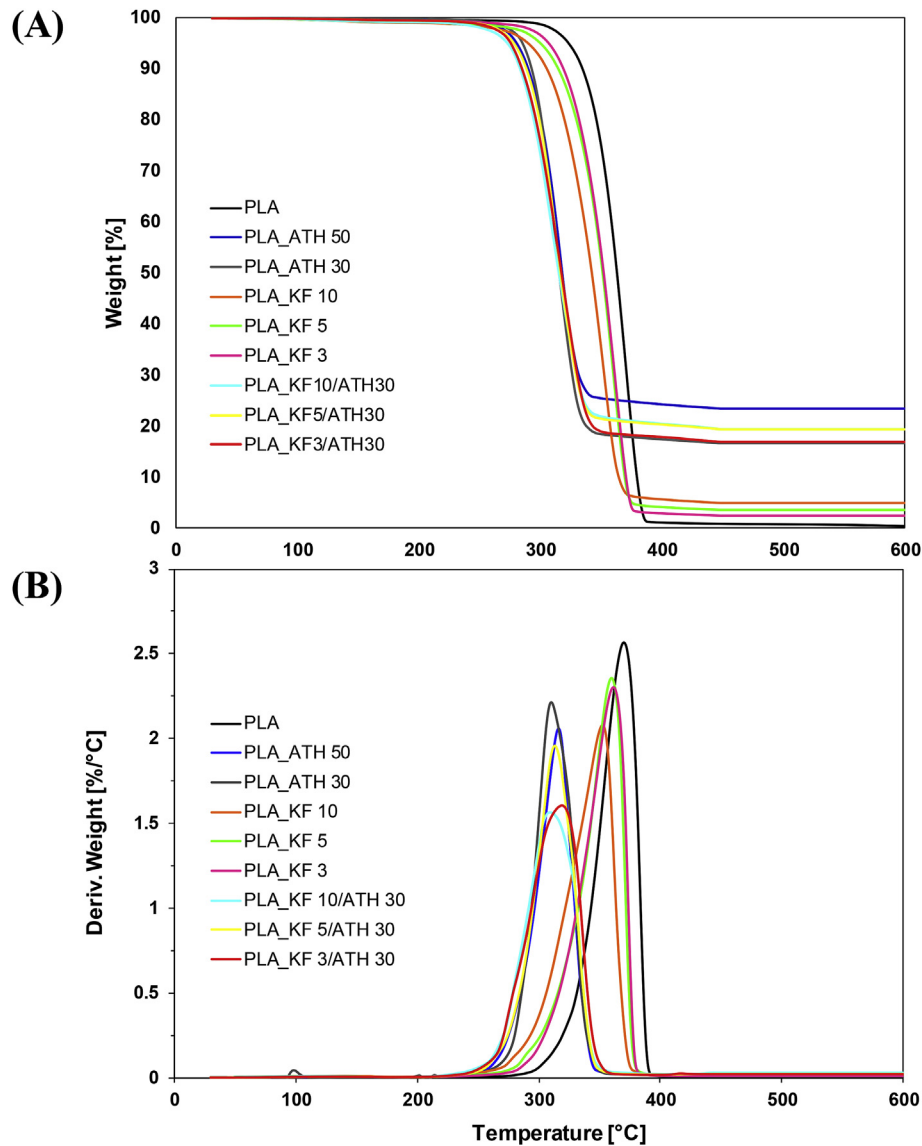 (A)
100
90
80
70
60
50
40
30
20
10
0
Weight [%]
PLA
PLA_ATH 50
PLA_ATH 30
PLA_KF 10
PLA_KF 5
PLA_KF 3
PLA_KF10/ATH30
PLA_KF5/ATH30
PLA_KF3/ATH30
0 100 200 300 400 500 600
(B)
3
2.5
2
1.5
1
0.5
0
Deriv. Weight [%/°C]
PLA
PLA_ATH 50
PLA_ATH 30
PLA_KF 10
PLA_KF 5
PLA_KF 3
PLA_KF 10/ATH 30
PLA_KF 5/ATH 30
PLA_KF 3/ATH 30
0 100 200 300 400 500 600
Temperature [°C]